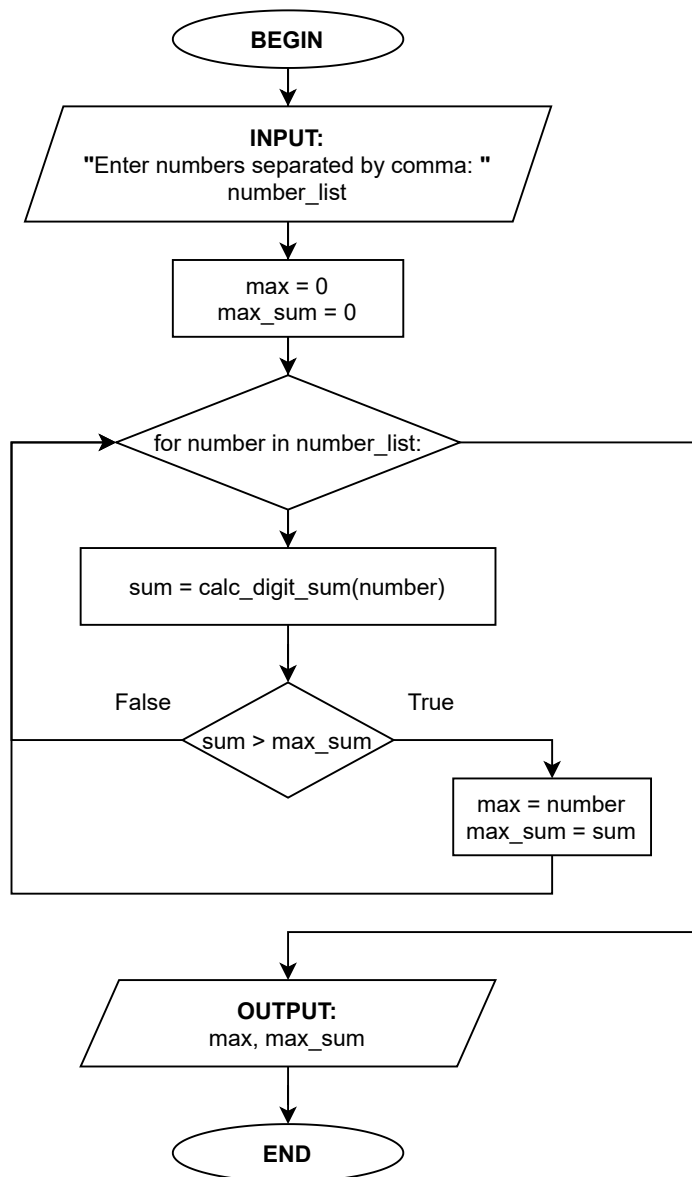 BEGIN
INPUT:
"Enter numbers separated by comma: "
number_list
max = 0
max_sum = 0
for number in number_list:
sum = calc_digit_sum(number)
False
True
sum > max_sum
max = number
max_sum = sum
OUTPUT:
max, max_sum
END